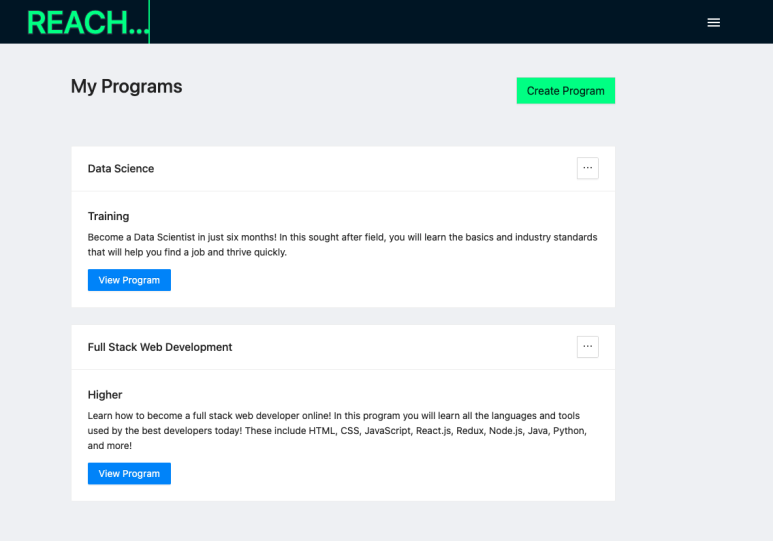 REACH...
My Programs
Create Program
Data Science
...
Training
Become a Data Scientist in just six months! In this sought after field, you will learn the basics and industry standards
that will help you find a job and thrive quickly.
View Program
Full Stack Web Development
...
Higher
Learn how to become a full stack web developer online! In this program you will learn all the languages and tools
used by the best developers today! These include HTML, CSS, JavaScript, React.js, Redux, Node.js, Java, Python,
and more!
View Program